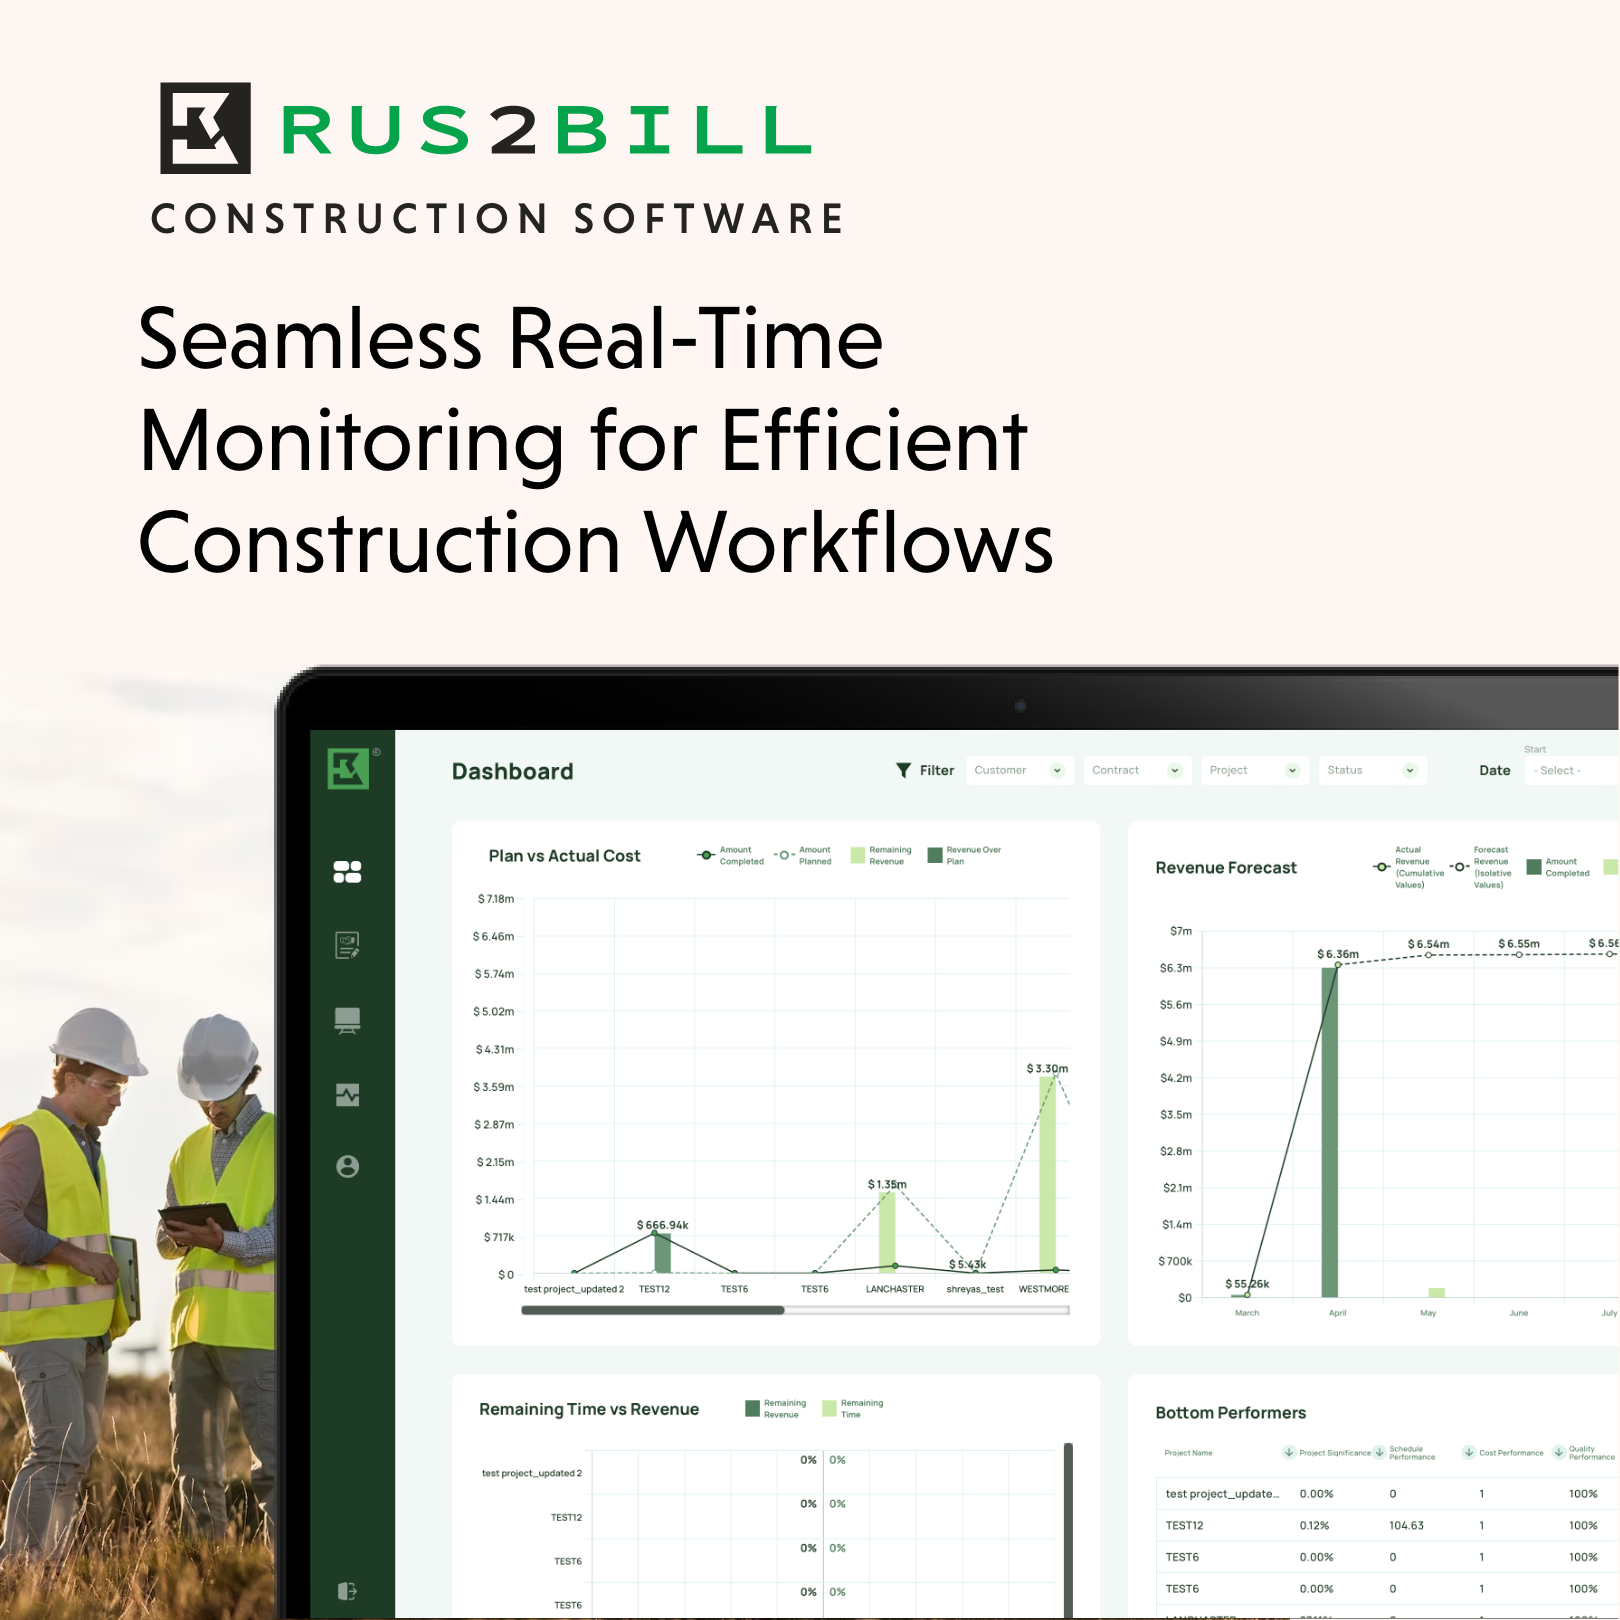 RUS2BILL
CONSTRUCTION SOFTWARE
Seamless Real-Time
Monitoring for Efficient
Construction Workflows
©
Dashboard
Filter
Customer
Contract
Project
Status
Date
Start
- Select -
Plan vs Actual Cost
Amount
Completed
Amount
Planned
Remaining
Revenue
Revenue Over
Plan
$ 7.18m
$ 6.46m
$ 5.74m
$ 5.02m
$ 4.31m
$ 3.59m
$ 2.87m
$ 2.15m
$ 1.44m
$ 717k
$ 0
$ 666.94k
$ 1.35m
$ 5.43k
$ 3.30m
test project_updated 2
TEST12
TEST6
TEST6
LANCHASTER
shreyas_test
WESTMORE
Revenue Forecast
Actual
Revenue
(Cumulative
Values)
Forecast
Revenue
(Isolative
Values)
Amount
Completed
$7m
$6.3m
$5.6m
$4.9m
$4.2m
$3.5m
$2.8m
$2.1m
$1.4m
$700k
$0
$ 55.26k
$ 6.36m
$ 6.54m
$ 6.55m
$ 6.56
March
April
May
June
July
Remaining Time vs Revenue
Remaining
Revenue
Remaining
Time
test project_updated 2
0% 0%
TEST12
0% 0%
TEST6
0% 0%
TEST6
0% 0%
Bottom Performers
Project Name
Project Significance
Schedule
Performance
Cost Performance
Quality
Performance
test project_update... 0.00% 0 1 100%
TEST12 0.12% 104.63 1 100%
TEST6 0.00% 0 1 100%
TEST6 0.00% 0 1 100%